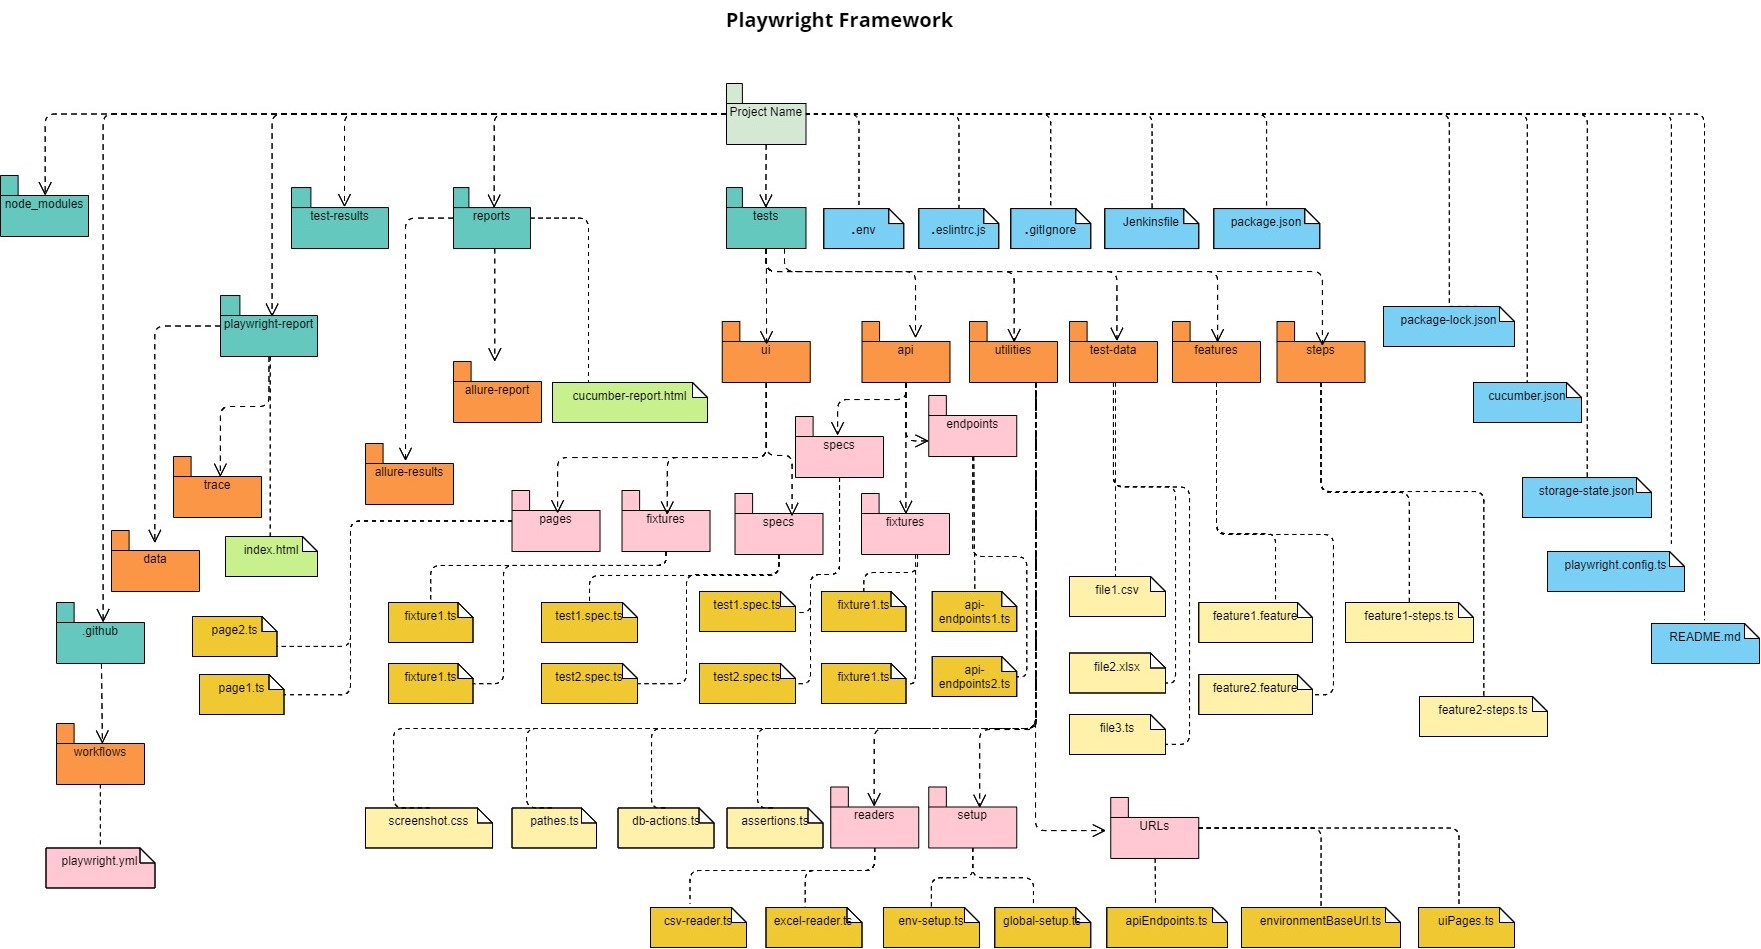 Playwright Framework
Project Name
node_modules
test-results
reports
tests
.env
.eslintrc.js
.gitIgnore
Jenkinsfile
package.json
playwright-report
ui
api
utilities
test-data
features
steps
package-lock.json
allure-report
cucumber-report.html
endpoints
cucumber.json
specs
allure-results
trace
storage-state.json
pages
fixtures
specs
fixtures
data
index.html
playwright.config.ts
.github
page2.ts
fixture1.ts
test1.spec.ts
test1.spec.ts
fixture1.ts
api-
endpoints1.ts
file1.csv
feature1.feature
feature1-steps.ts
README.md
page1.ts
fixture1.ts
test2.spec.ts
test2.spec.ts
fixture1.ts
api-
endpoints2.ts
file2.xlsx
feature2.feature
feature2-steps.ts
file3.ts
workflows
screenshot.css
pathes.ts
db-actions.ts
assertions.ts
readers
setup
URLs
playwright.yml
csv-reader.ts
excel-reader.ts
env-setup.ts
global-setup.ts
apiEndpoints.ts
environmentBaseUrl.ts
uiPages.ts